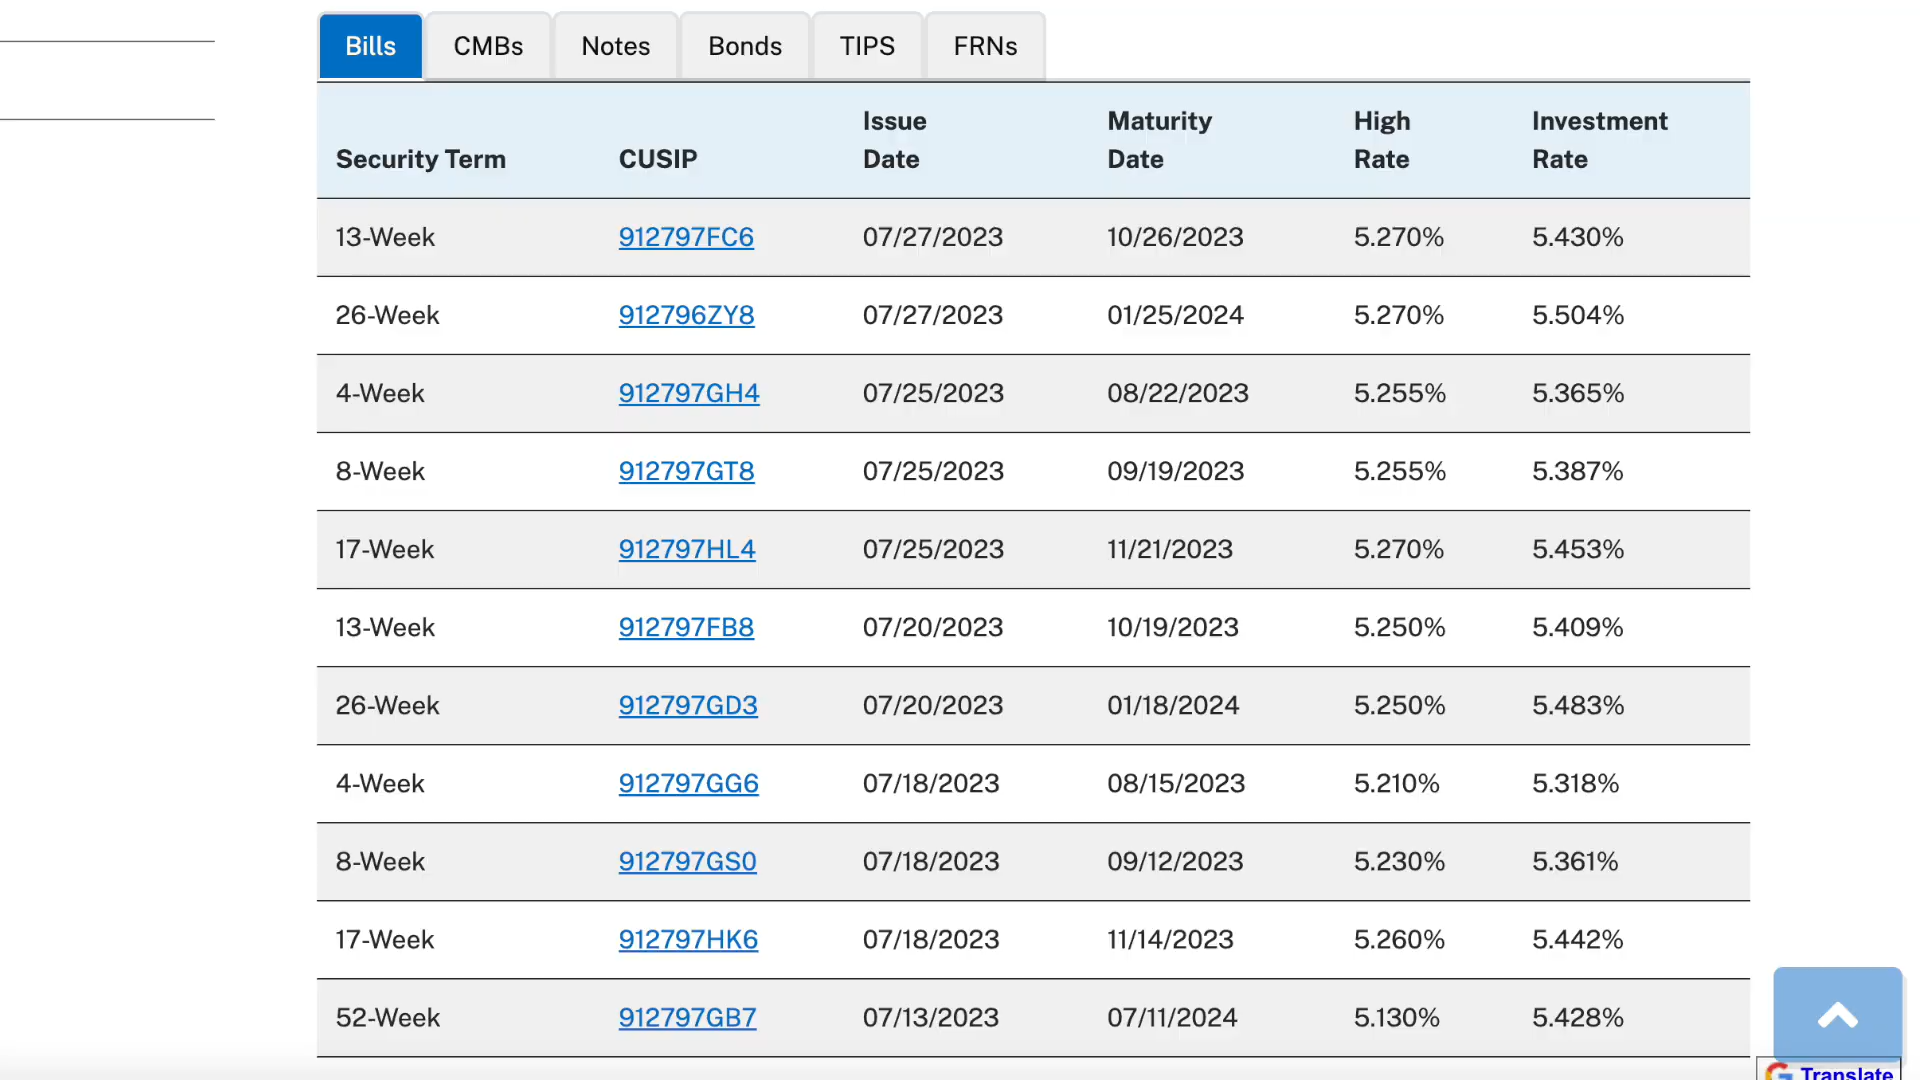 Bills CMBs Notes Bonds TIPS FRNs
Security Term CUSIP Issue Date Maturity Date High Rate Investment Rate
13-Week 912797FC6 07/27/2023 10/26/2023 5.270% 5.430%
26-Week 912796ZY8 07/27/2023 01/25/2024 5.270% 5.504%
4-Week 912797GH4 07/25/2023 08/22/2023 5.255% 5.365%
8-Week 912797GT8 07/25/2023 09/19/2023 5.255% 5.387%
17-Week 912797HL4 07/25/2023 11/21/2023 5.270% 5.453%
13-Week 912797FB8 07/20/2023 10/19/2023 5.250% 5.409%
26-Week 912797GD3 07/20/2023 01/18/2024 5.250% 5.483%
4-Week 912797GG6 07/18/2023 08/15/2023 5.210% 5.318%
8-Week 912797GS0 07/18/2023 09/12/2023 5.230% 5.361%
17-Week 912797HK6 07/18/2023 11/14/2023 5.260% 5.442%
52-Week 912797GB7 07/13/2023 07/11/2024 5.130% 5.428%
Translate